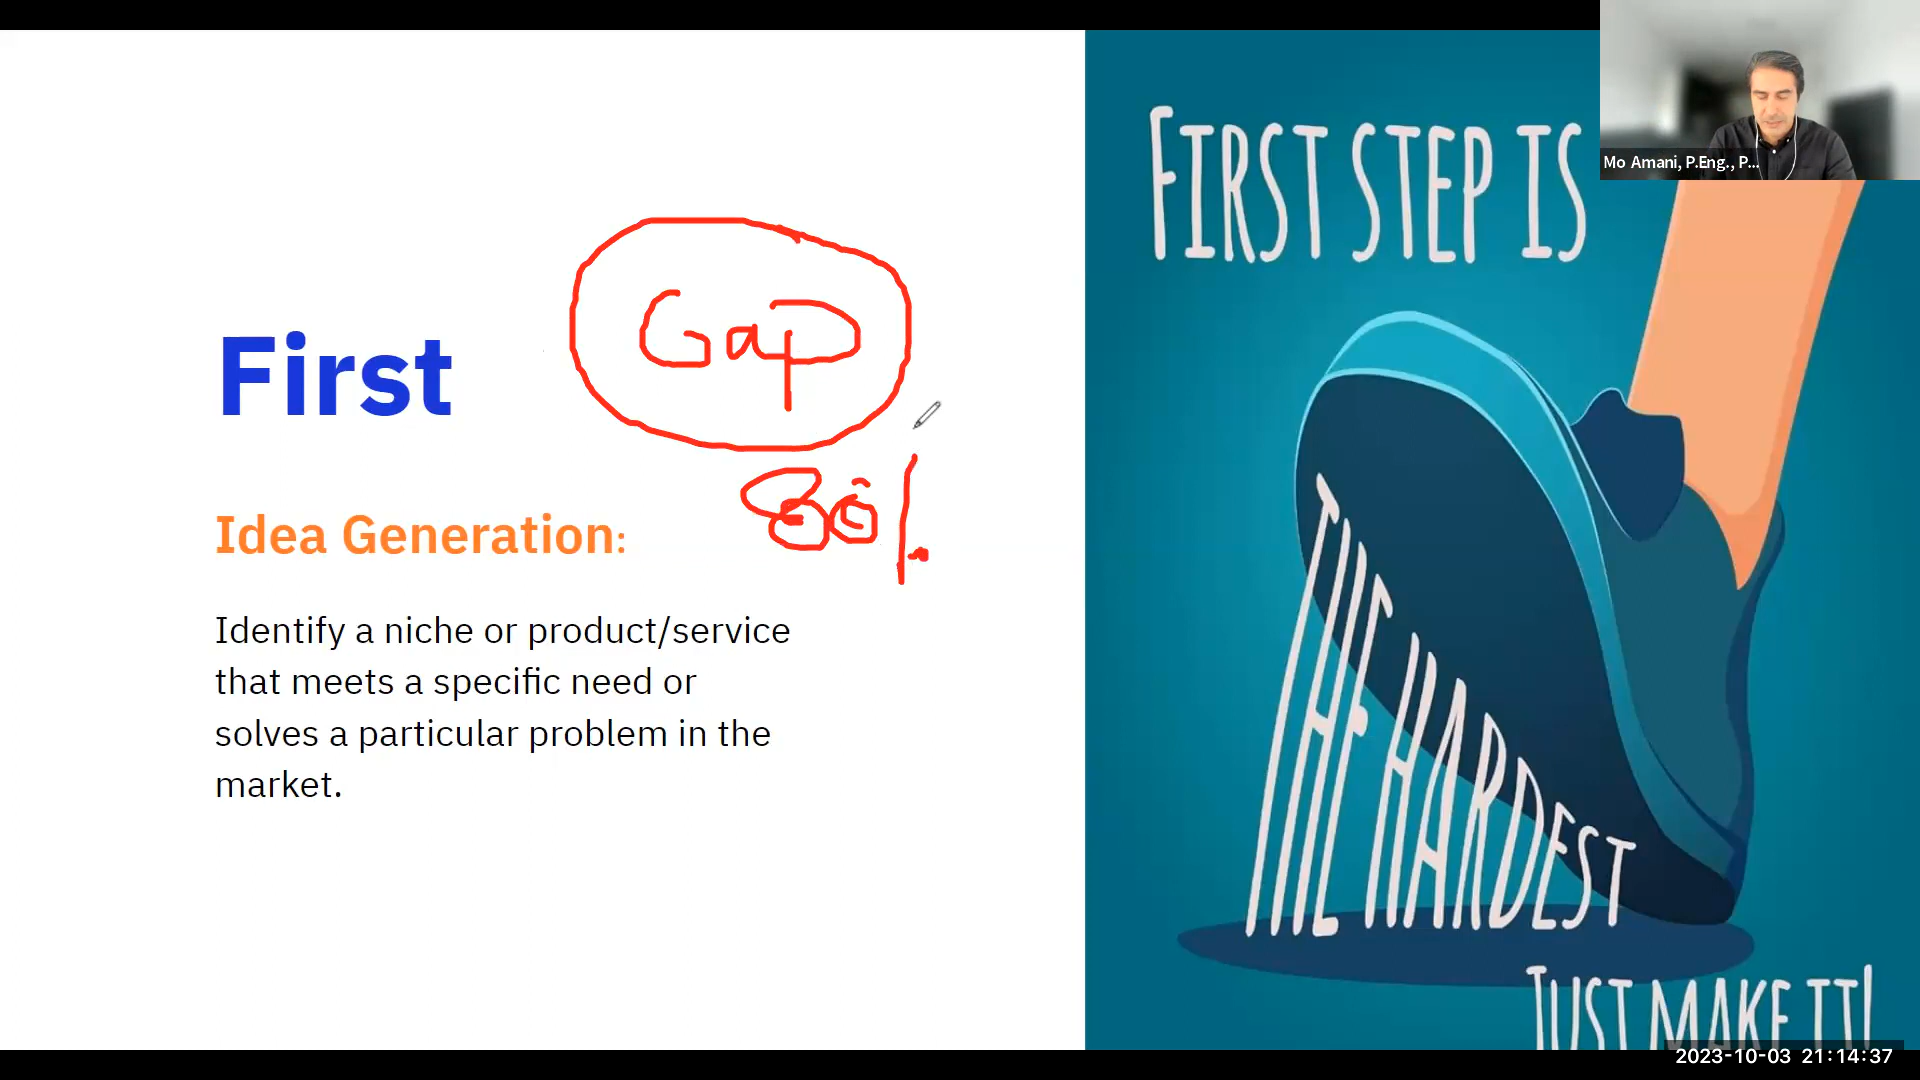 First
Gap
80%
Idea Generation:
Identify a niche or product/service
that meets a specific need or
solves a particular problem in the
market.
FIRST STEP IS
THE HARDEST
JUST MAKE IT!
Mo Amani, P.Eng., P...
2023-10-03 21:14:37